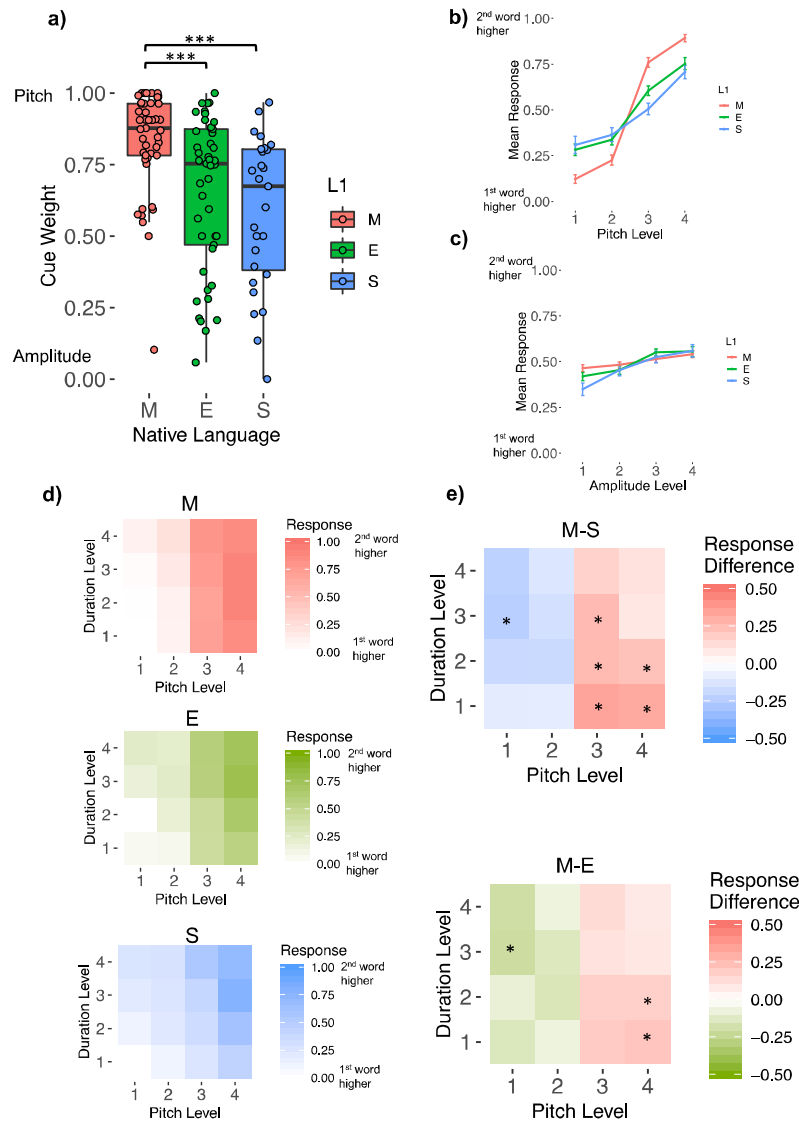 a)
***
***
Pitch
1.00
0.75
0.50
0.25
Amplitude
0.00
Cue Weight
M
E
S
Native Language
L1
M
E
S
b)
2nd word
higher
1.00
0.75
0.50
0.25
1st word
higher
0.00
Mean Response
1 2 3 4
Pitch Level
L1
M
E
S
c)
2nd word
higher
1.00
0.75
0.50
0.25
1st word
higher
0.00
Mean Response
1 2 3 4
Amplitude Level
L1
M
E
S
d)
M
Duration Level
4
3
2
1
1 2 3 4
Pitch Level
Response
1.00
2nd word
higher
0.75
0.50
0.25
0.00
1st word
higher
E
Duration Level
4
3
2
1
1 2 3 4
Pitch Level
Response
1.00
2nd word
higher
0.75
0.50
0.25
0.00
1st word
higher
S
Duration Level
4
3
2
1
1 2 3 4
Pitch Level
Response
1.00
2nd word
higher
0.75
0.50
0.25
0.00
1st word
higher
e)
M-S
Duration Level
4
3
2
1
* *
* *
* *
1 2 3 4
Pitch Level
Response
Difference
0.50
0.25
0.00
−0.25
−0.50
M-E
Duration Level
4
3
2
1
*
*
*
1 2 3 4
Pitch Level
Response
Difference
0.50
0.25
0.00
−0.25
−0.50